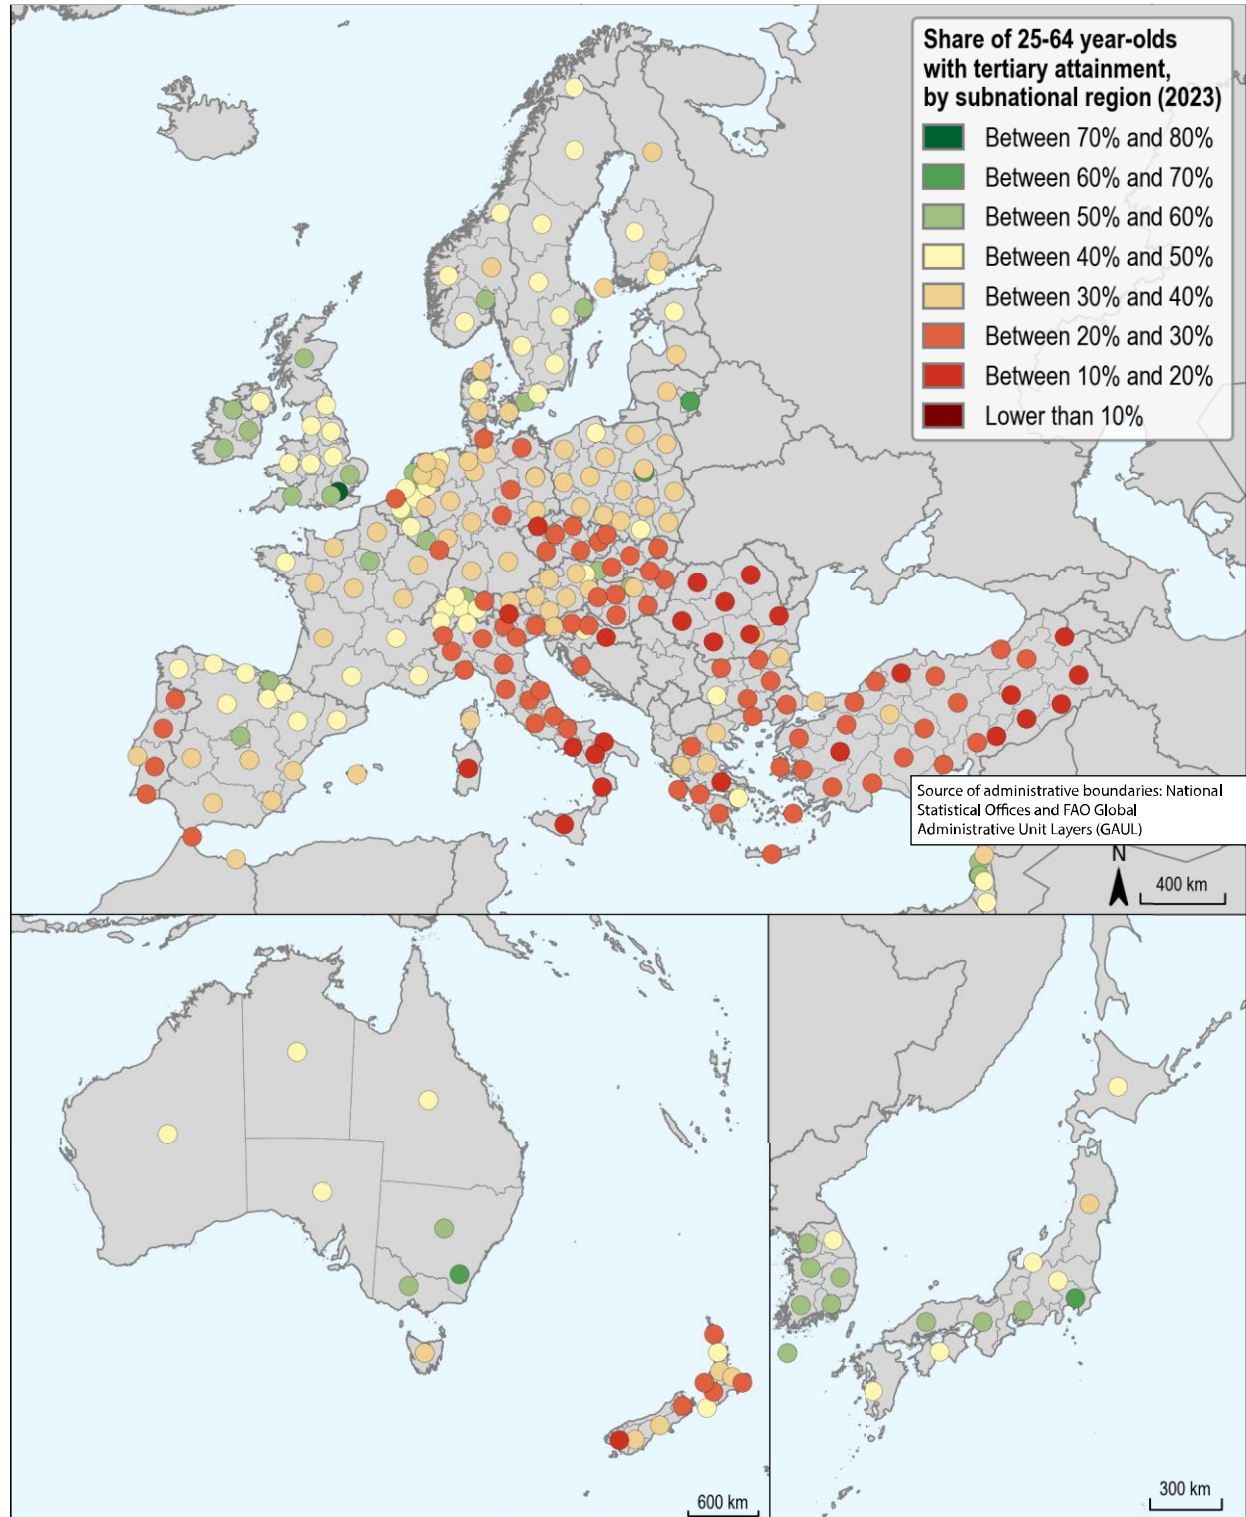 Share of 25-64 year-olds
with tertiary attainment,
by subnational region (2023)
Between 70% and 80%
Between 60% and 70%
Between 50% and 60%
Between 40% and 50%
Between 30% and 40%
Between 20% and 30%
Between 10% and 20%
Lower than 10%
Source of administrative boundaries: National
Statistical Offices and FAO Global
Administrative Unit Layers (GAUL)
N
400 km
600 km
300 km